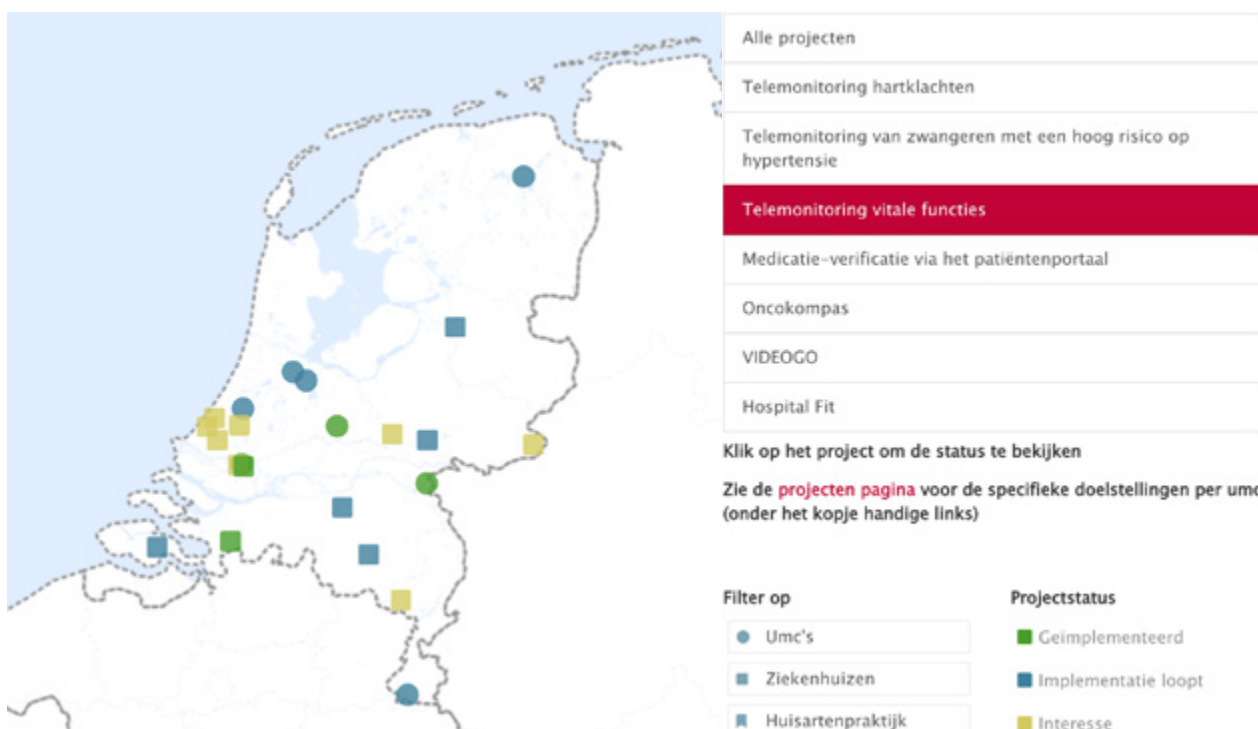 Alle projecten
Telemonitoring hartklachten
Telemonitoring van zwangeren met een hoog risico op
hypertensie
Telemonitoring vitale functies
Medicatie-verificatie via het patiëntenportaal
Oncokompas
VIDEOGO
Hospital Fit
Klik op het project om de status te bekijken
Zie de projecten pagina voor de specifieke doelstellingen per umc
(onder het kopje handige links)
Filter op
Umc's
Ziekenhuizen
Huisartenpraktijk
Projectstatus
Geïmplementeerd
Implementatie loopt
Interesse